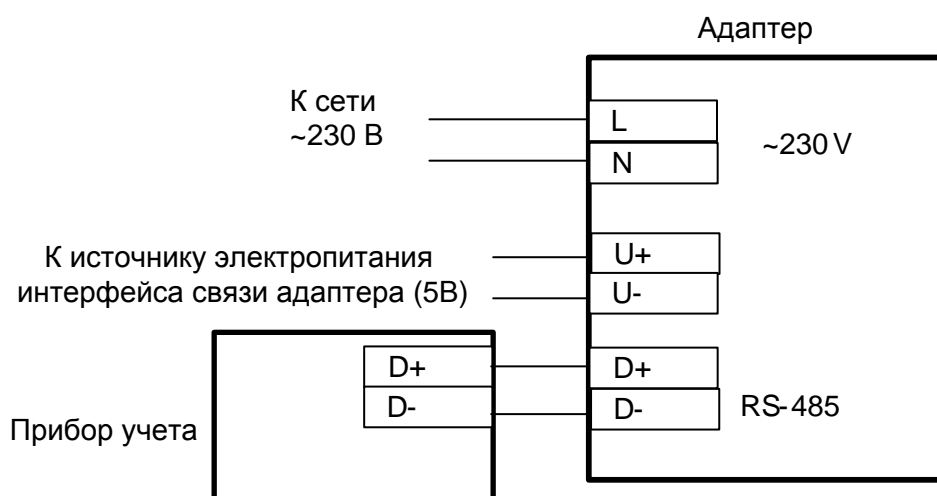 Адаптер
К сети
~230 В
L
N
~230 V
К источнику электропитания
интерфейса связи адаптера (5В)
U+
U-
Прибор учета
D+
D-
D+
D-
RS-485